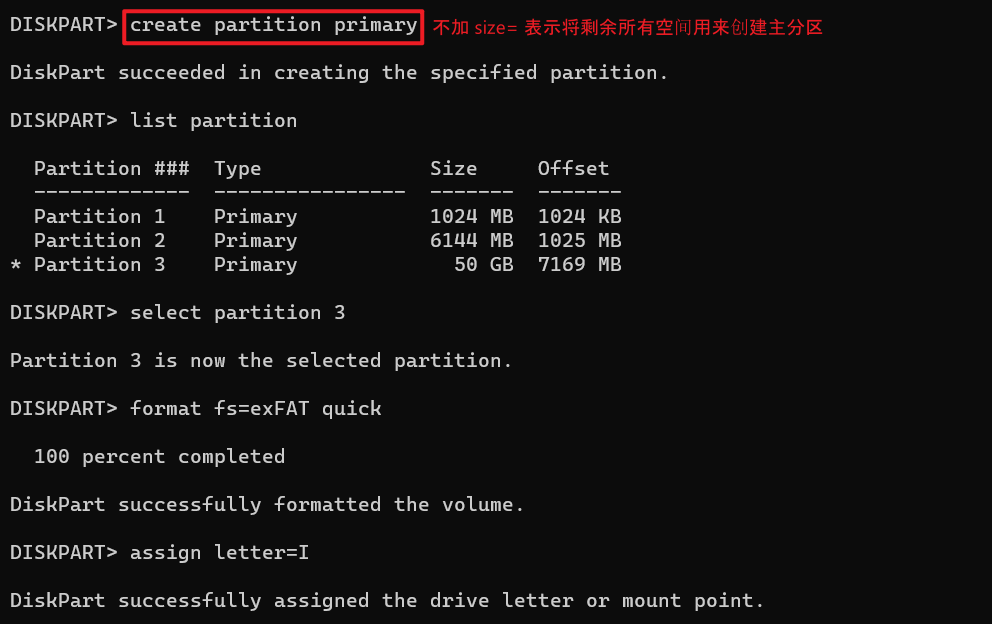 DISKPART> create partition primary 不加 size= 表示将剩余所有空间用来创建主分区
DiskPart succeeded in creating the specified partition.
DISKPART> list partition
  Partition ###  Type              Size     Offset
  -------------  ----------------  -------  -------
  Partition 1    Primary           1024 MB  1024 KB
  Partition 2    Primary           6144 MB  1025 MB
* Partition 3    Primary             50 GB  7169 MB
DISKPART> select partition 3
Partition 3 is now the selected partition.
DISKPART> format fs=exFAT quick
  100 percent completed
DiskPart successfully formatted the volume.
DISKPART> assign letter=I
DiskPart successfully assigned the drive letter or mount point.